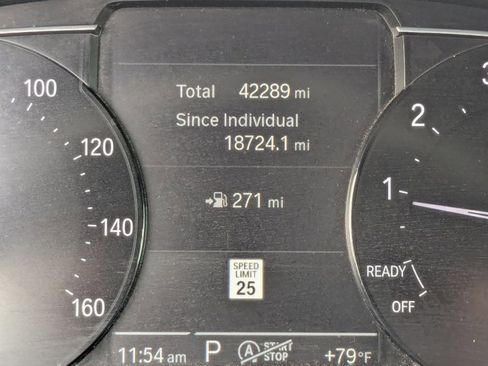 Total 42289 mi
Since Individual
18724.1 mi
271 mi
SPEED
LIMIT
25
100
120
140
160
3
2
1
READY
OFF
11:54 am P A START
STOP +79°F